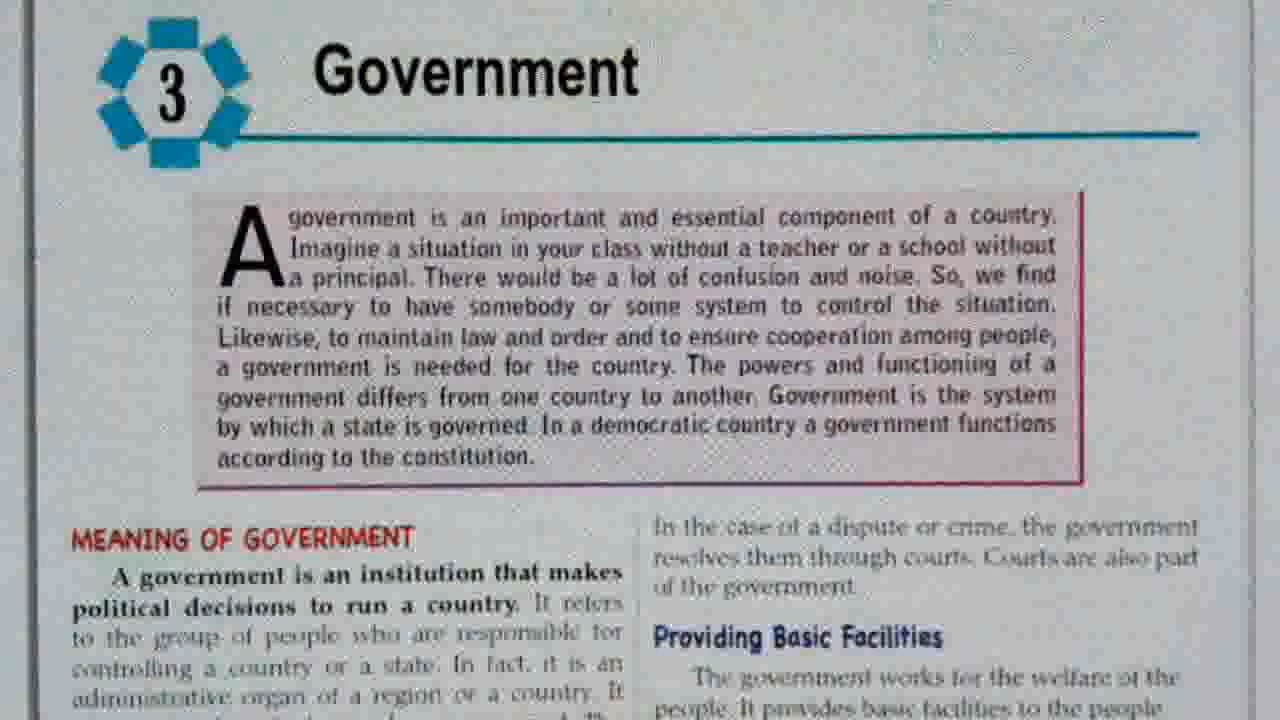 3
Government
A government is an important and essential component of a country.
Imagine a situation in your class without a teacher or a school without
a principal. There would be a lot of confusion and noise. So, we find
if necessary to have somebody or some system to control the situation.
Likewise, to maintain law and order and to ensure cooperation among people,
a government is needed for the country. The powers and functioning of a
government differs from one country to another. Government is the system
by which a state is governed. In a democratic country a government functions
according to the constitution.
MEANING OF GOVERNMENT
A government is an institution that makes
political decisions to run a country. It refers
to the group of people who are responsible for
controlling a country or a state. In fact, it is an
administrative organ of a region or a country. It
In the case of a dispute or crime, the government
resolves them through courts. Courts are also part
of the government.
Providing Basic Facilities
The government works for the welfare of the
people. It provides basic facilities to the people